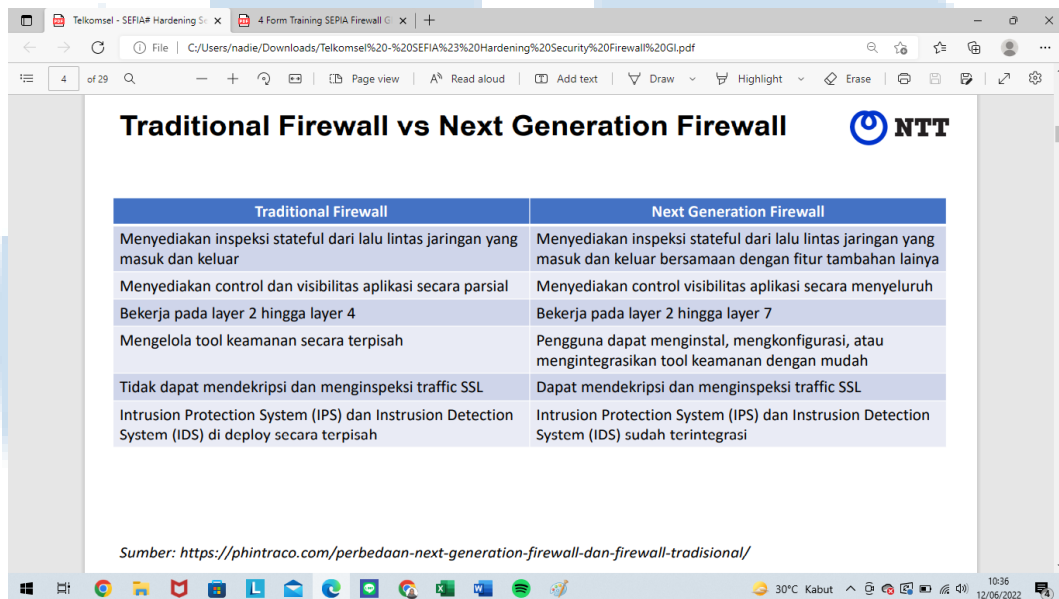 Telkomsel - SEFIA# Hardening Se
4 Form Training SEPIA Firewall G
File
C:/Users/nadie/Downloads/Telkomsel%20-%20SEFIA%23%20Hardening%20Security%20Firewall%20GI.pdf
4 of 29
Page view
Read aloud
Add text
Draw
Highlight
Erase
Traditional Firewall vs Next Generation Firewall
NTT
Traditional Firewall
Next Generation Firewall
Menyediakan inspeksi stateful dari lalu lintas jaringan yang
masuk dan keluar
Menyediakan inspeksi stateful dari lalu lintas jaringan yang
masuk dan keluar bersamaan dengan fitur tambahan lainya
Menyediakan control dan visibilitas aplikasi secara parsial
Menyediakan control visibilitas aplikasi secara menyeluruh
Bekerja pada layer 2 hingga layer 4
Bekerja pada layer 2 hingga layer 7
Mengelola tool keamanan secara terpisah
Pengguna dapat menginstal, mengkonfigurasi, atau
mengintegrasikan tool keamanan dengan mudah
Tidak dapat mendekripsi dan menginspeksi traffic SSL
Dapat mendekripsi dan menginspeksi traffic SSL
Intrusion Protection System (IPS) dan Instrusion Detection
System (IDS) di deploy secara terpisah
Intrusion Protection System (IPS) dan Instrusion Detection
System (IDS) sudah terintegrasi
Sumber: https://phintraco.com/perbedaan-next-generation-firewall-dan-firewall-tradisional/
30°C Kabut
10:36
12/06/2022